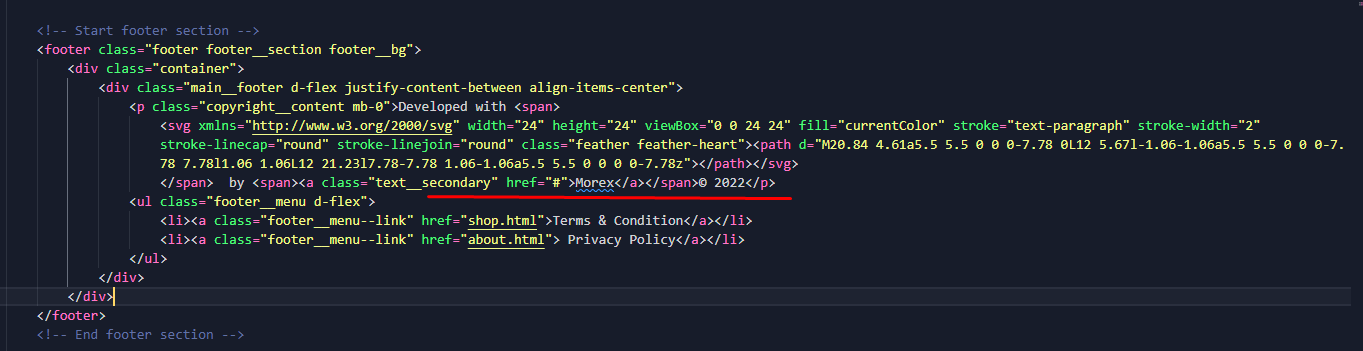 <!-- Start footer section -->
<footer class="footer footer__section footer__bg">
<div class="container">
<div class="main__footer d-flex justify-content-between align-items-center">
<p class="copyright__content mb-0">Developed with <span>
<svg xmlns="http://www.w3.org/2000/svg" width="24" height="24" viewBox="0 0 24 24" fill="currentColor" stroke="text-paragraph" stroke-width="2"
stroke-linecap="round" stroke-linejoin="round" class="feather feather-heart"><path d="M20.84 4.61a5.5 5.5 0 0 0-7.78 0L12 5.67l-1.06-1.06a5.5 5.5 0 0 0-7.
78 7.78l1.06 1.06L12 21.23l7.78-7.78 1.06-1.06a5.5 5.5 0 0 0 0-7.78z"></path></svg>
</span>  by <span><a class="text__secondary" href="#">Morex</a></span>© 2022</p>
<ul class="footer__menu d-flex">
<li><a class="footer__menu--link" href="shop.html">Terms & Condition</a></li>
<li><a class="footer__menu--link" href="about.html"> Privacy Policy</a></li>
</ul>
</div>
</div>
</footer>
<!-- End footer section -->